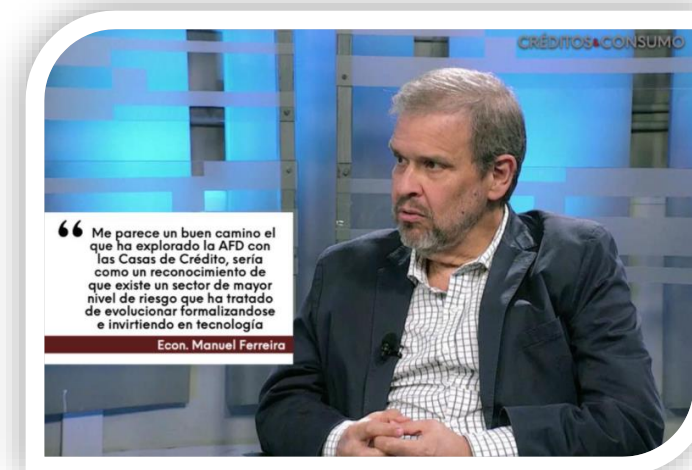 CRÉDITOS&CONSUMO
“ Me parece un buen camino el
que ha explorado la AFD con
las Casas de Crédito, sería
como un reconocimiento de
que existe un sector de mayor
nivel de riesgo que ha tratado
de evolucionar formalizandose
e invirtiendo en tecnología
Econ. Manuel Ferreira